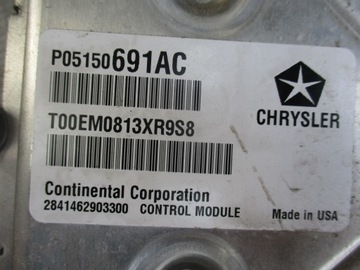 P05150691AC
CHRYSLER
T00EM0813XR9S8
Continental Corporation
2841462903300 CONTROL MODULE Made in USA